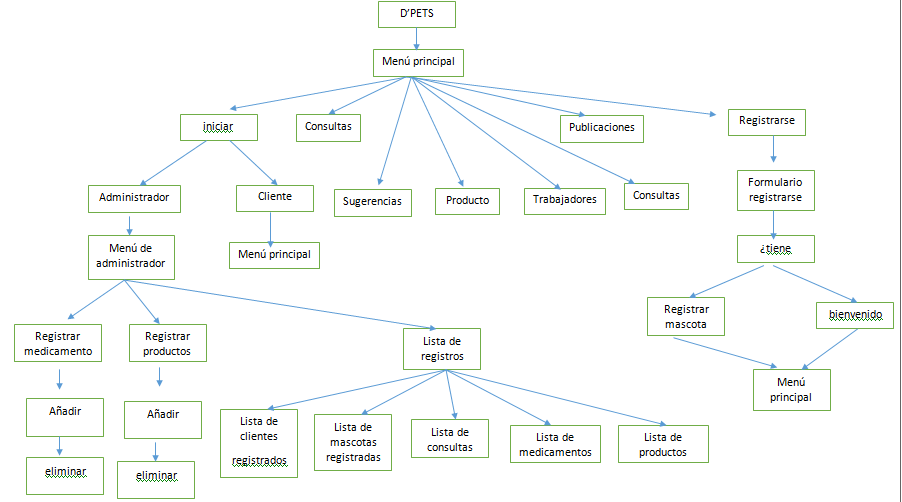 D'PETS
Menú principal
iniciar
Consultas
Publicaciones
Registrarse
Administrador
Cliente
Sugerencias
Producto
Trabajadores
Consultas
Formulario
registrarse
Menú de
administrador
Menú principal
¿tiene
Registrar
medicamento
Registrar
productos
Lista de
registros
Registrar
mascota
bienvenido
Menú
principal
Añadir
Añadir
Lista de
clientes
registrados
Lista de
mascotas
registradas
Lista de
consultas
Lista de
medicamentos
Lista de
productos
eliminar
eliminar